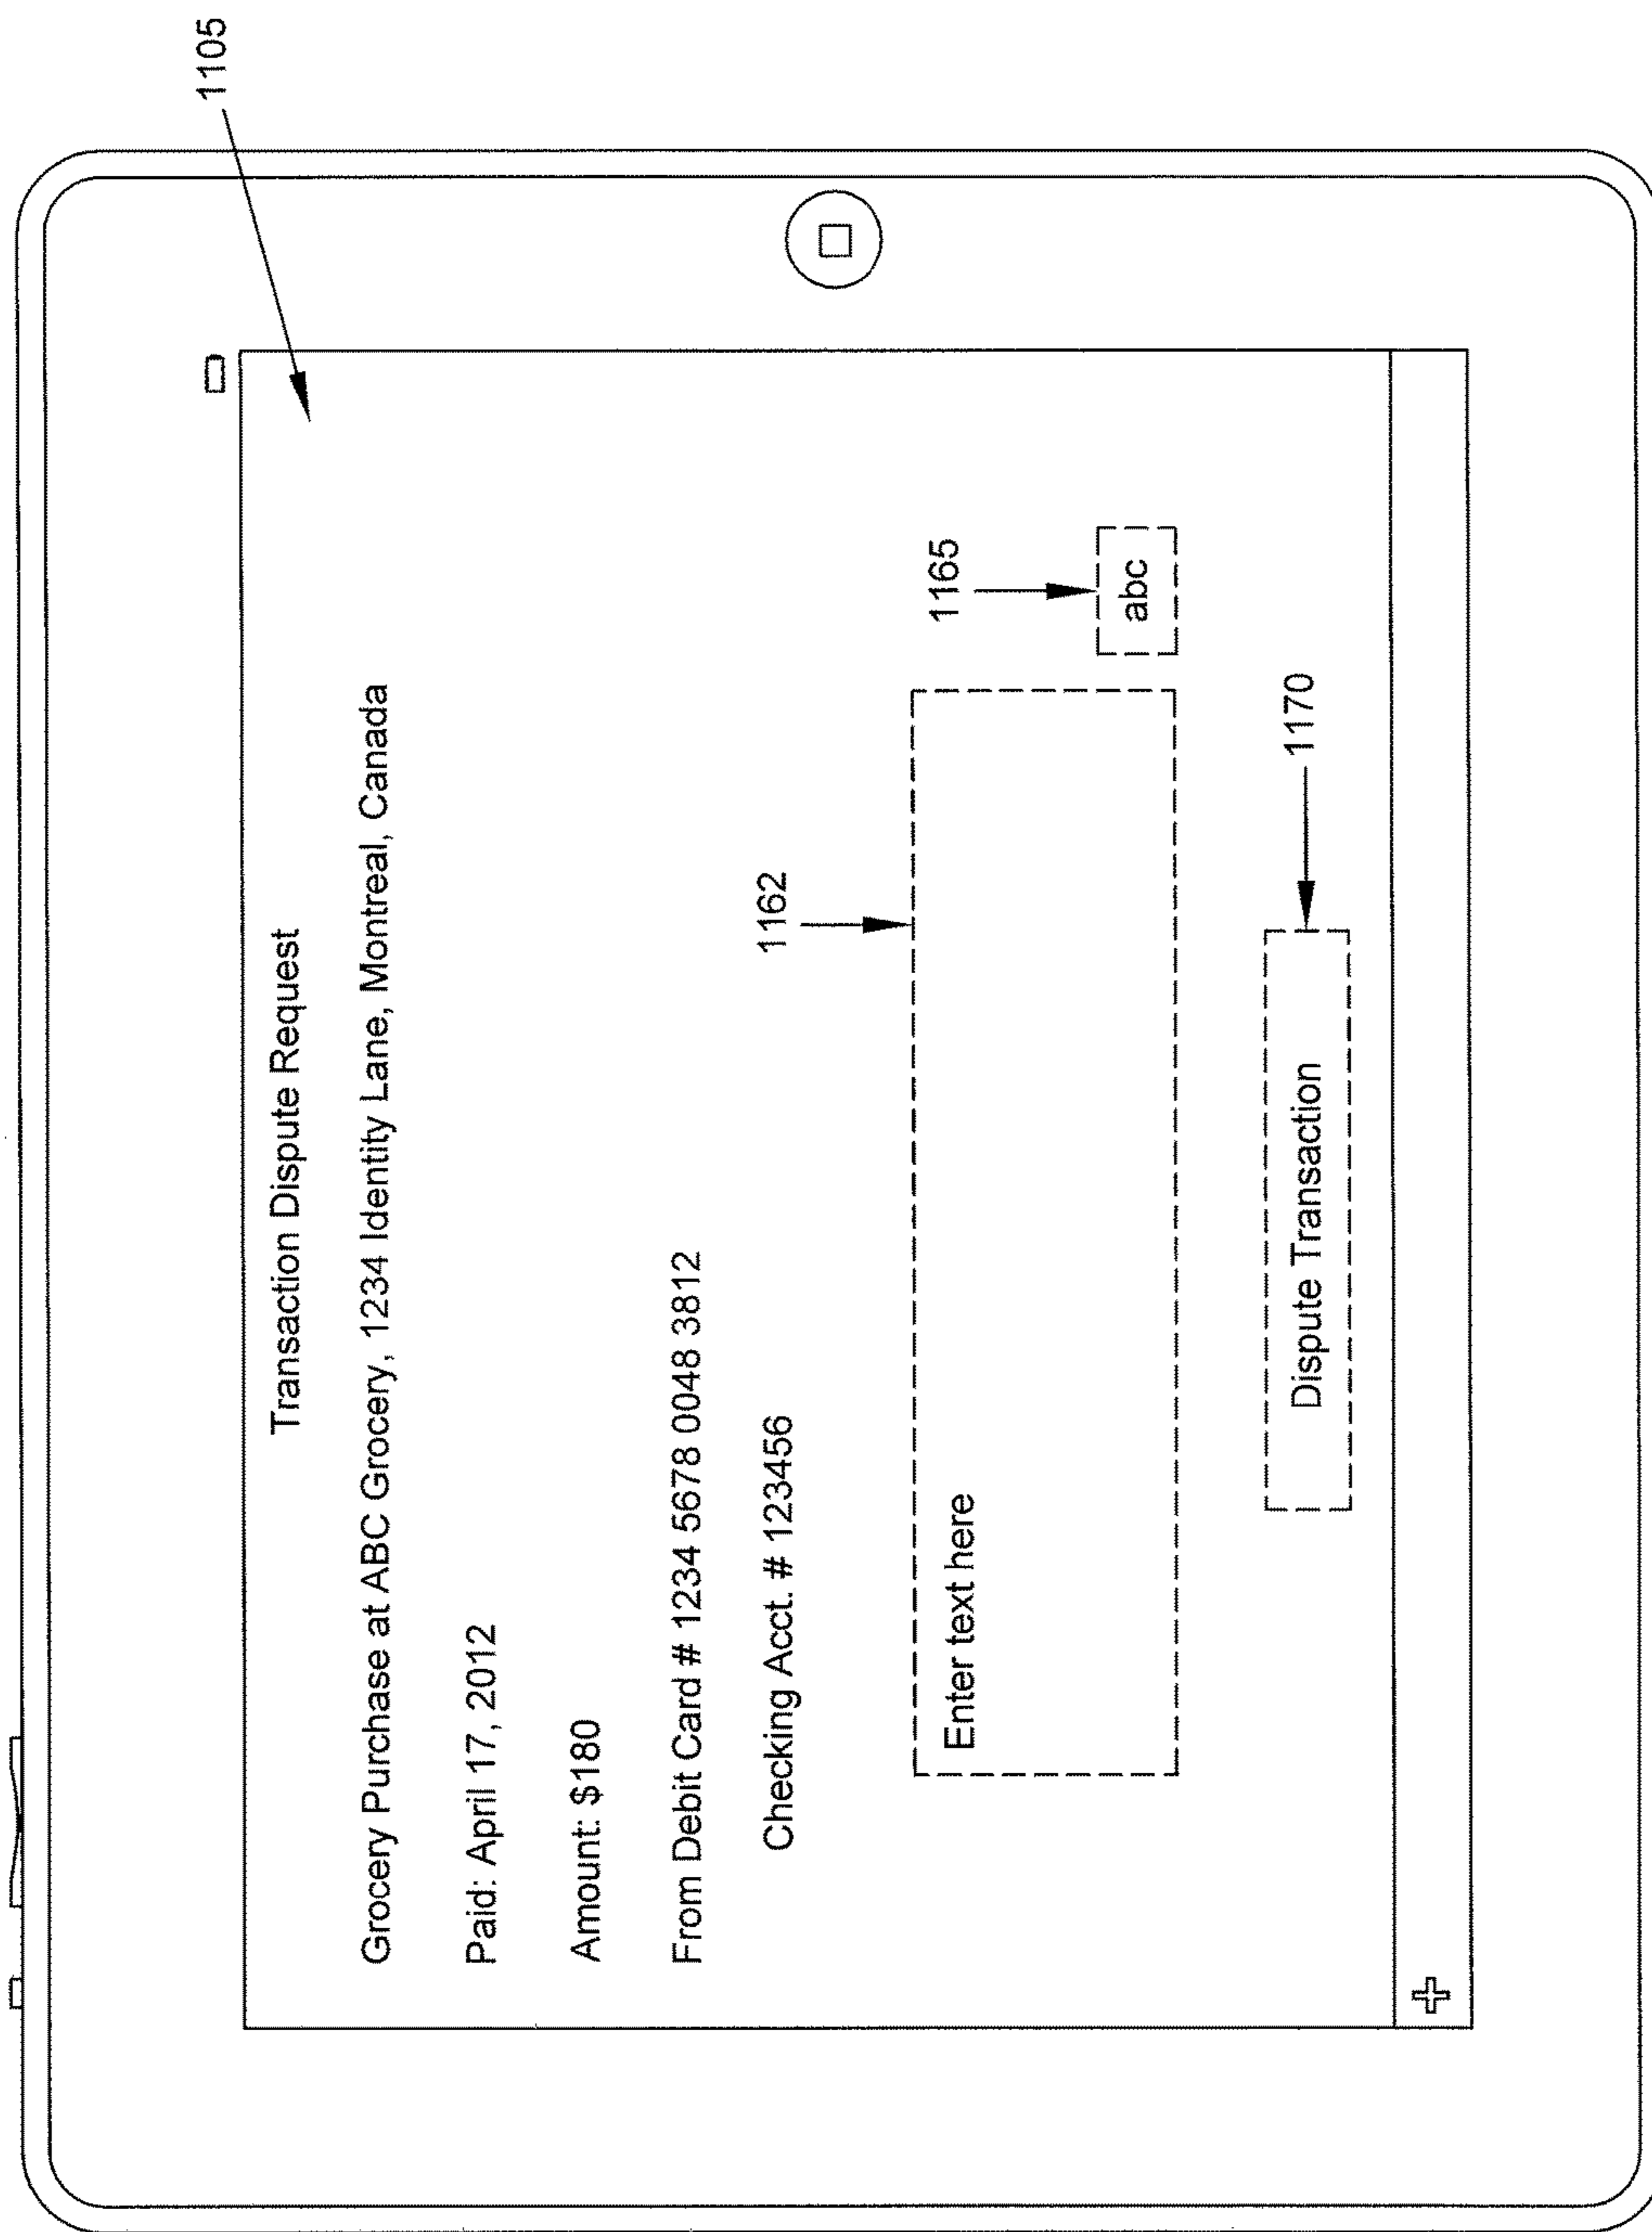 1105
Transaction Dispute Request
Grocery Purchase at ABC Grocery, 1234 Identity Lane, Montreal, Canada
Paid: April 17, 2012
Amount: $180
From Debit Card # 1234 5678 0048 3812
Checking Acct. # 123456
1162
Enter text here
1165
abc
Dispute Transaction
1170